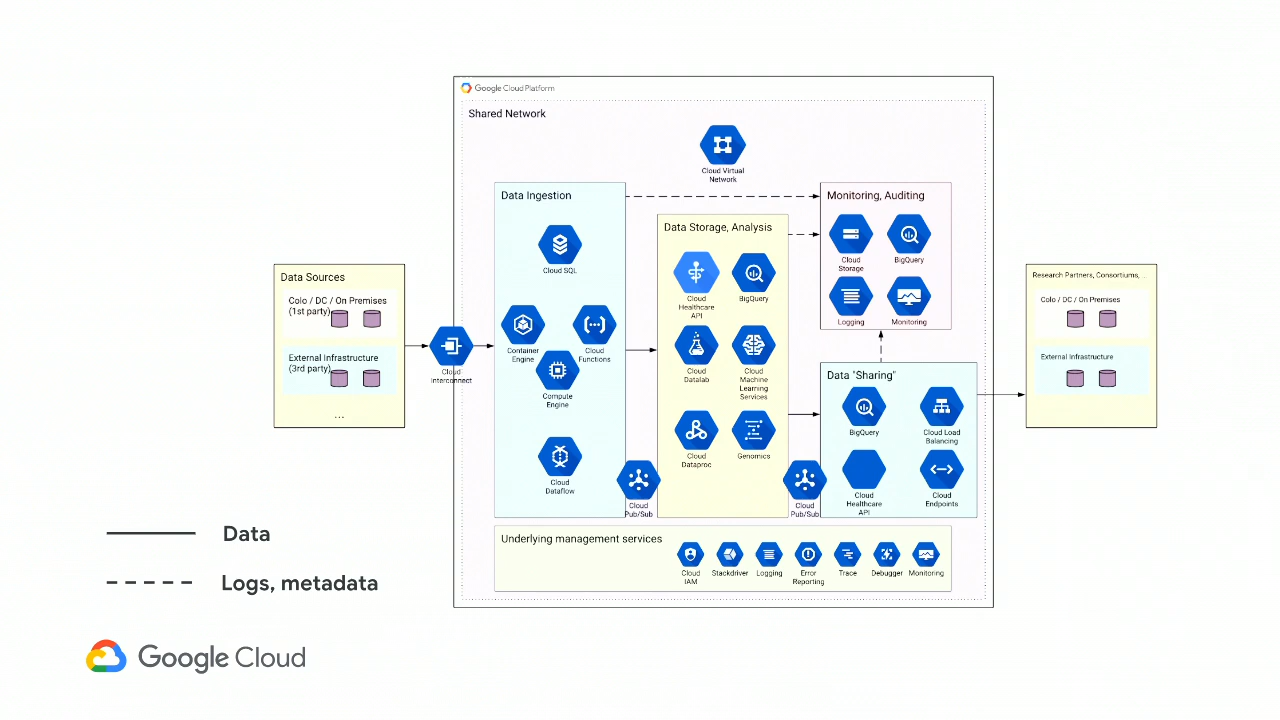 Google Cloud Platform
Shared Network
Cloud Virtual
Network
Data Ingestion
Cloud SQL
Container
Engine
Cloud
Functions
Compute
Engine
Cloud
Dataflow
Data Storage, Analysis
Cloud
Healthcare
API
BigQuery
Cloud
Datalab
Cloud
Machine
Learning
Services
Cloud
Dataproc
Genomics
Monitoring, Auditing
Cloud
Storage
BigQuery
Logging
Monitoring
Data Sources
Colo / DC / On Premises
(1st party)
External Infrastructure
(3rd party)
...
Cloud
Interconnect
Cloud
Pub/Sub
Cloud
Pub/Sub
Data "Sharing"
BigQuery
Cloud Load
Balancing
Cloud
Healthcare
API
Cloud
Endpoints
Research Partners, Consortiums, ..
Colo / DC / On Premises
External Infrastructure
Underlying management services
Cloud
IAM
Stackdriver
Logging
Error
Reporting
Trace
Debugger
Monitoring
Data
Logs, metadata
Google Cloud